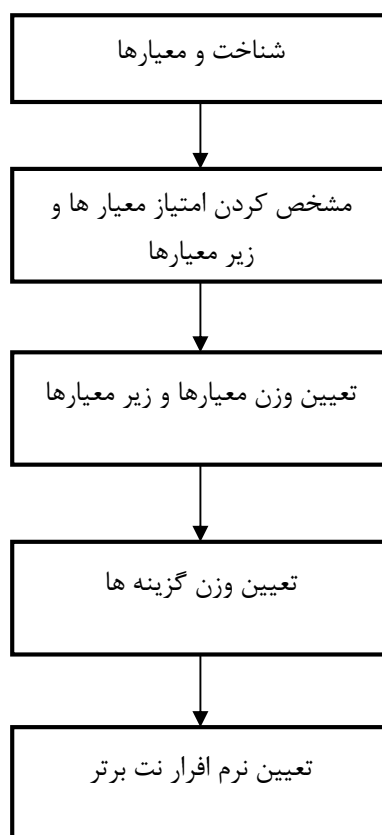 شناخت و معیارها
مشخص کردن امتیاز معیار ها و
زیر معیارها
تعیین وزن معیارها و زیر معیارها
تعیین وزن گزینه ها
تعیین نرم افرار نت برتر